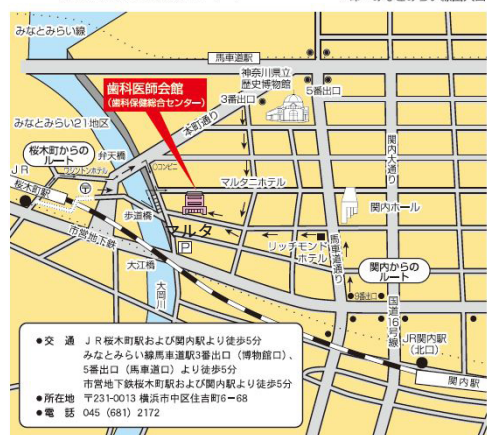 みなとみらい線
馬車道駅
歯科医師会館
(歯科保健総合センター)
神奈川県立
歴史博物館
3番出口
5番出口
みなとみらい21地区
本町通り
桜木町からの
ルート
弁天橋
コンビニ
ワシントンホテル
JR
桜木町駅
〒
マルタニホテル
関内大通り
関内ホール
歩道橋
マルタ
P
市営地下鉄
リッチモンド
ホテル
馬車道通り
大江橋
大岡川
関内からの
ルート
9番出口
国道16号線
JR関内駅
(北口)
関内駅
●交 通 JR桜木町駅および関内駅より徒歩5分
みなとみらい線馬車道駅3番出口(博物館口)、
5番出口(馬車道口)より徒歩5分
市営地下鉄桜木町駅および関内駅より徒歩5分
●所在地 〒231-0013 横浜市中区住吉町6-68
●電 話 045(681)2172